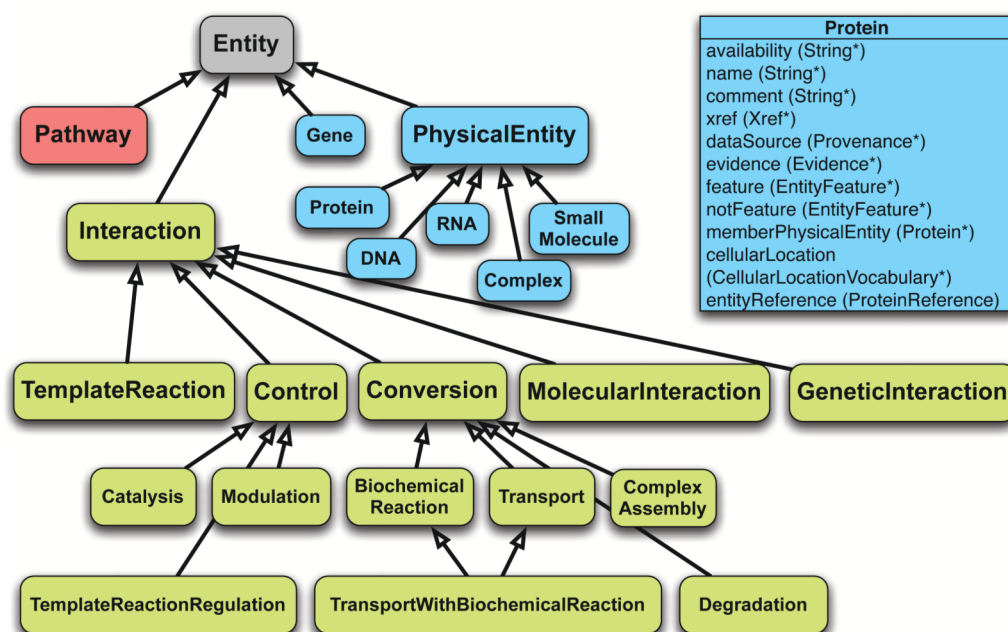 Entity
Pathway
Gene
PhysicalEntity
Protein
DNA
RNA
Complex
Small
Molecule
Protein
availability (String*)
name (String*)
comment (String*)
xref (Xref*)
dataSource (Provenance*)
evidence (Evidence*)
feature (EntityFeature*)
notFeature (EntityFeature*)
memberPhysicalEntity (Protein*)
cellularLocation
(CellularLocationVocabulary*)
entityReference (ProteinReference)
Interaction
TemplateReaction
Control
Conversion
MolecularInteraction
GeneticInteraction
Catalysis
Modulation
Biochemical
Reaction
Transport
Complex
Assembly
TemplateReactionRegulation
TransportWithBiochemicalReaction
Degradation